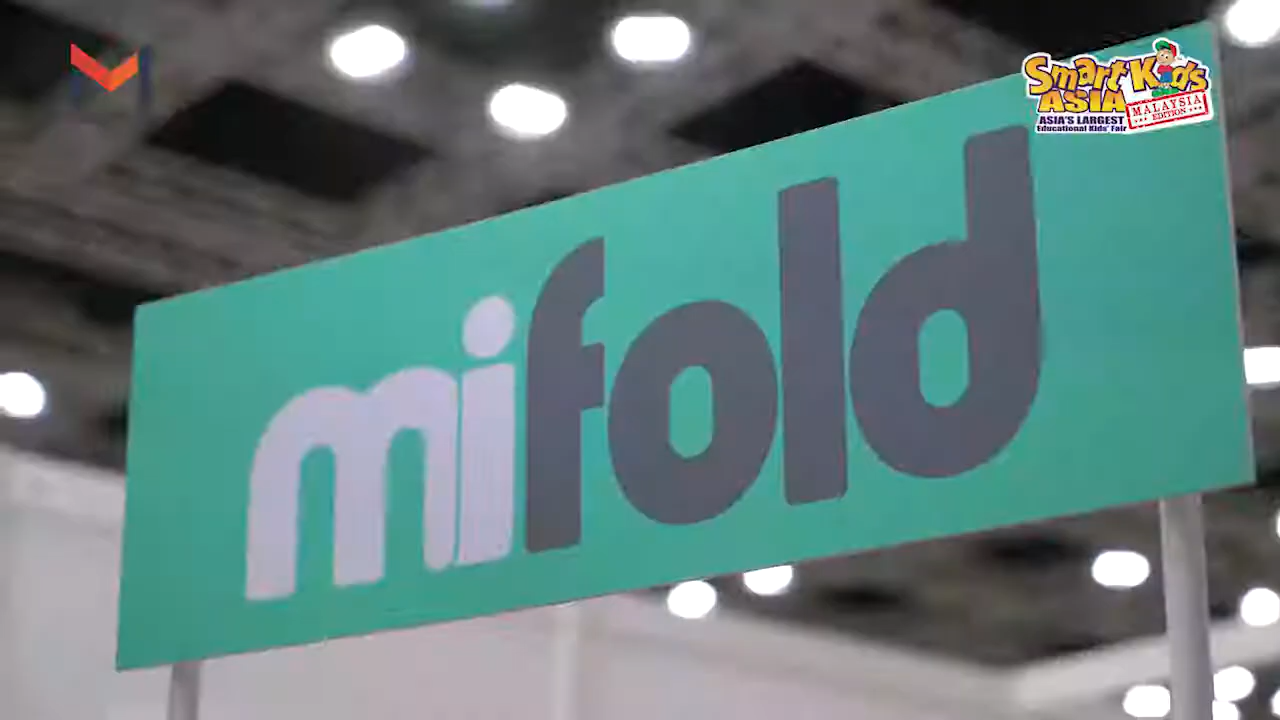 Smart Kids
ASIA
MALAYSIA
EDITION
ASIA'S LARGEST
Educational Kids' Fair
mifold